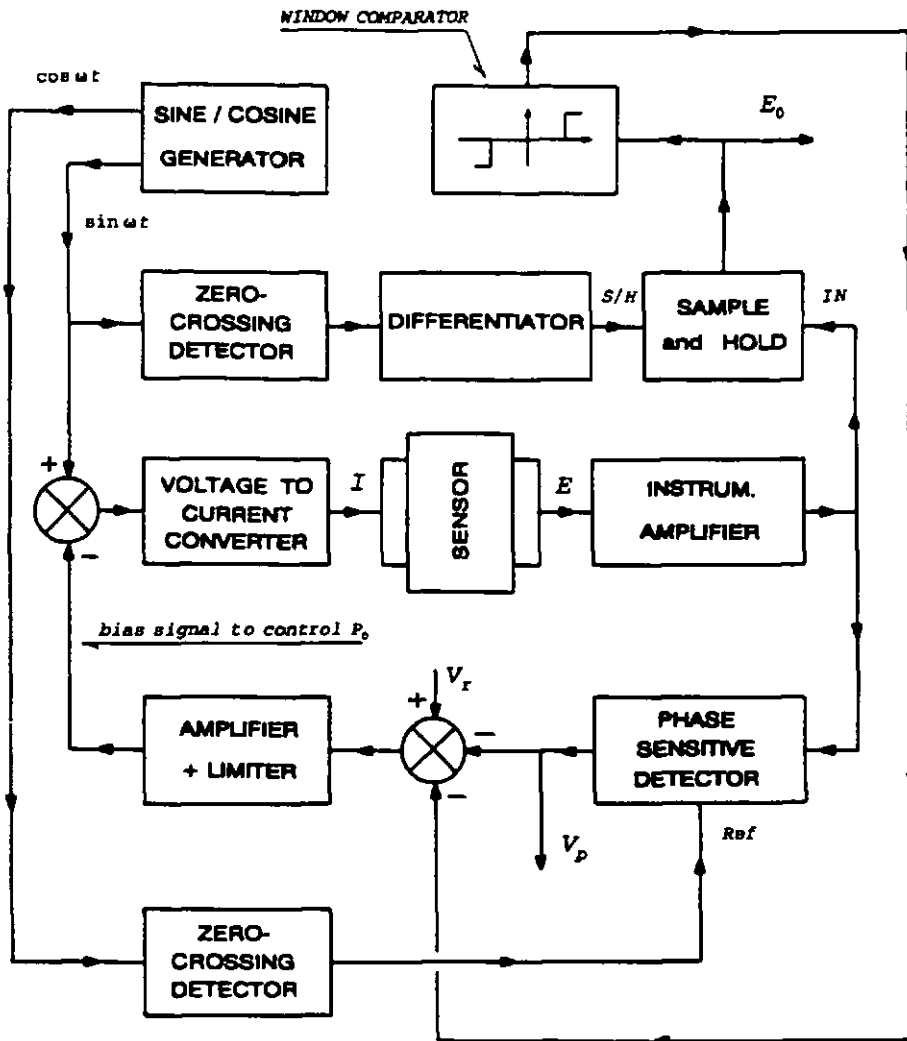 WINDOW COMPARATOR
cos ωt
SINE / COSINE
GENERATOR
E₀
sin ωt
ZERO-
CROSSING
DETECTOR
DIFFERENTIATOR
S/H
SAMPLE
and HOLD
IN
+
VOLTAGE TO
CURRENT
CONVERTER
I
SENSOR
E
INSTRUM.
AMPLIFIER
−
bias signal to control P₀
AMPLIFIER
+ LIMITER
+
Vᵣ
−
−
PHASE
SENSITIVE
DETECTOR
Vₚ
Ref
ZERO-
CROSSING
DETECTOR